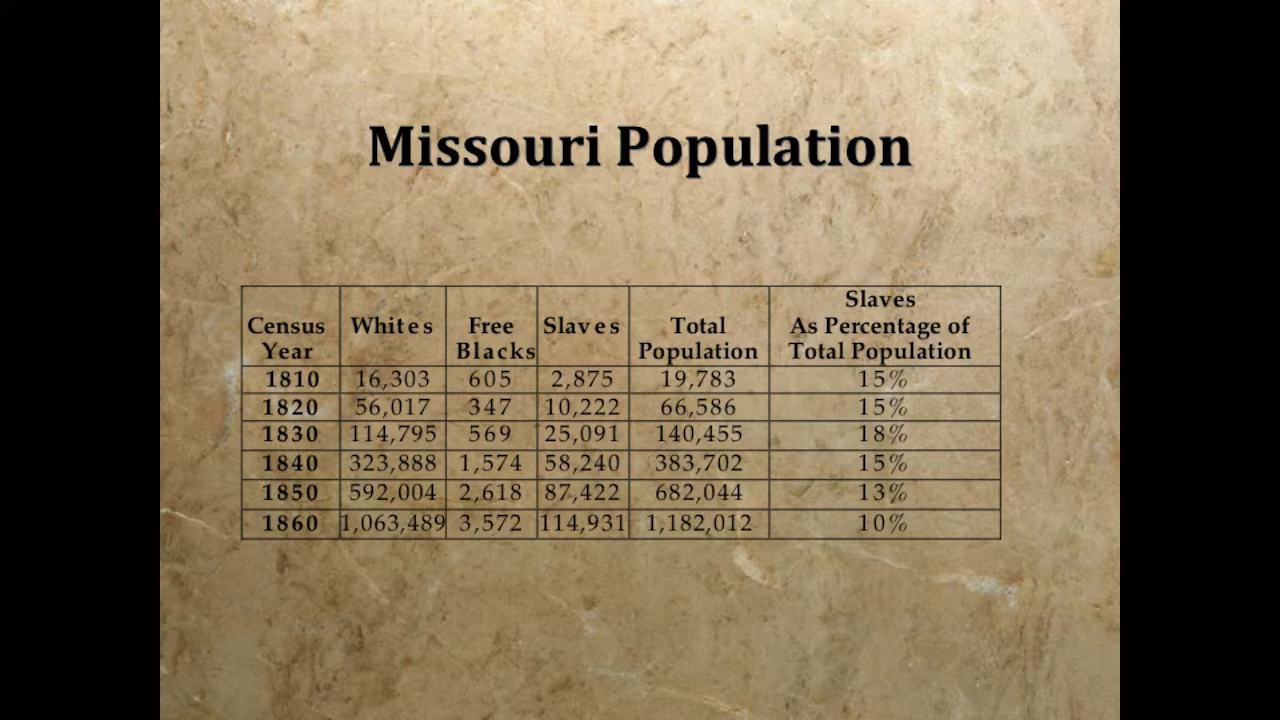 Missouri Population
Census Year Whites Free Blacks Slaves Total Population Slaves As Percentage of Total Population
1810 16,303 605 2,875 19,783 15%
1820 56,017 347 10,222 66,586 15%
1830 114,795 569 25,091 140,455 18%
1840 323,888 1,574 58,240 383,702 15%
1850 592,004 2,618 87,422 682,044 13%
1860 1,063,489 3,572 114,931 1,182,012 10%